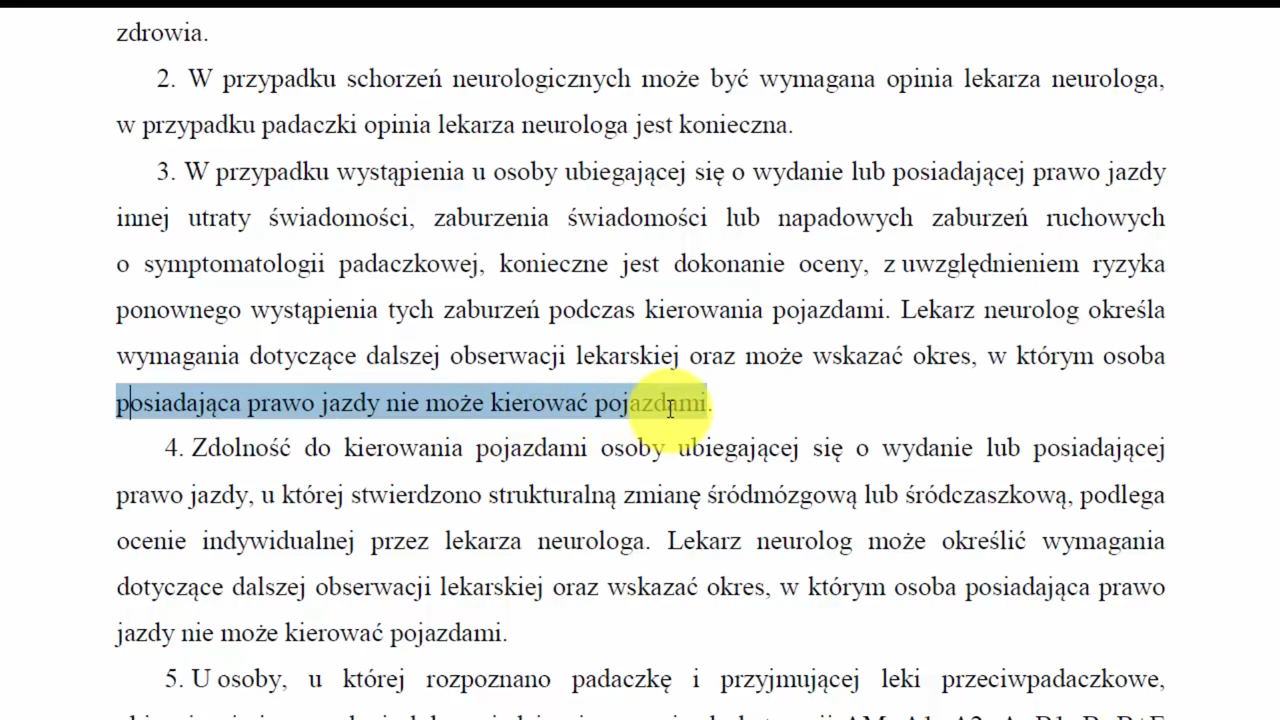 zdrowia.
2. W przypadku schorzeń neurologicznych może być wymagana opinia lekarza neurologa,
w przypadku padaczki opinia lekarza neurologa jest konieczna.
3. W przypadku wystąpienia u osoby ubiegającej się o wydanie lub posiadającej prawo jazdy
innej utraty świadomości, zaburzenia świadomości lub napadowych zaburzeń ruchowych
o symptomatologii padaczkowej, konieczne jest dokonanie oceny, z uwzględnieniem ryzyka
ponownego wystąpienia tych zaburzeń podczas kierowania pojazdami. Lekarz neurolog określa
wymagania dotyczące dalszej obserwacji lekarskiej oraz może wskazać okres, w którym osoba
posiadająca prawo jazdy nie może kierować pojazdami.
4. Zdolność do kierowania pojazdami osoby ubiegającej się o wydanie lub posiadającej
prawo jazdy, u której stwierdzono strukturalną zmianę śródmózgową lub śródczaszkową, podlega
ocenie indywidualnej przez lekarza neurologa. Lekarz neurolog może określić wymagania
dotyczące dalszej obserwacji lekarskiej oraz wskazać okres, w którym osoba posiadająca prawo
jazdy nie może kierować pojazdami.
5. U osoby, u której rozpoznano padaczkę i przyjmującej leki przeciwpadaczkowe,